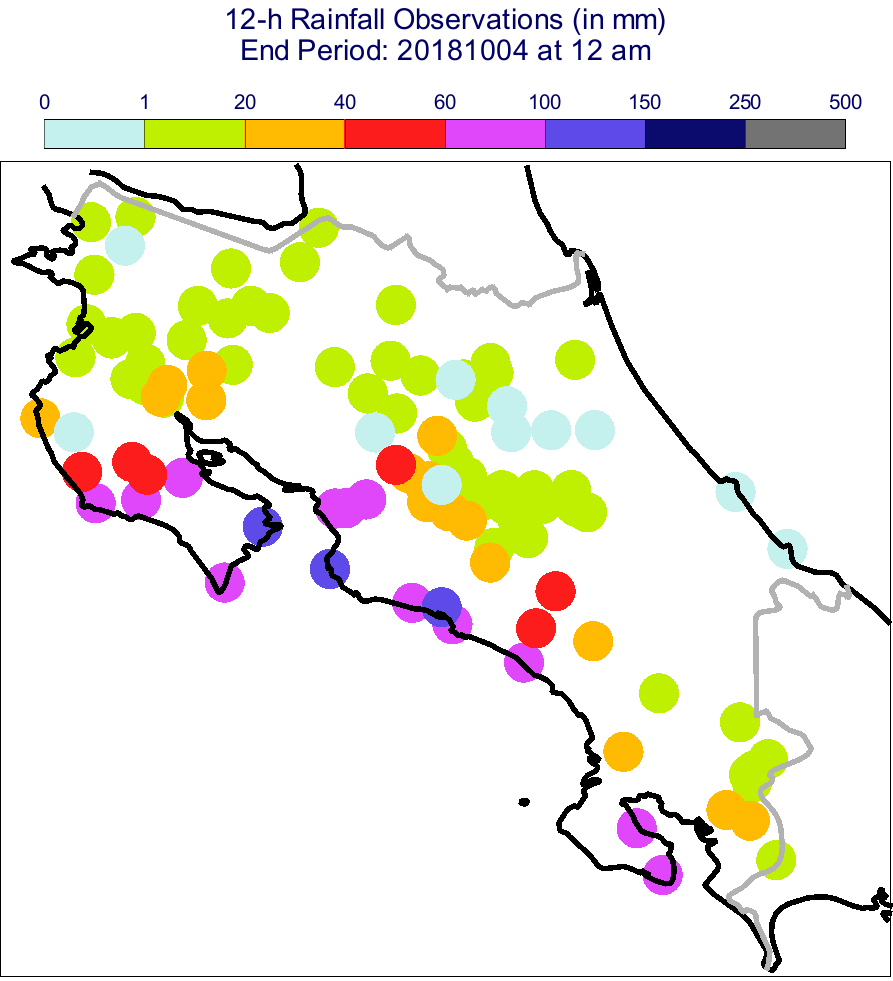 12-h Rainfall Observations (in mm)
End Period: 20181004 at 12 am
0 1 20 40 60 100 150 250 500